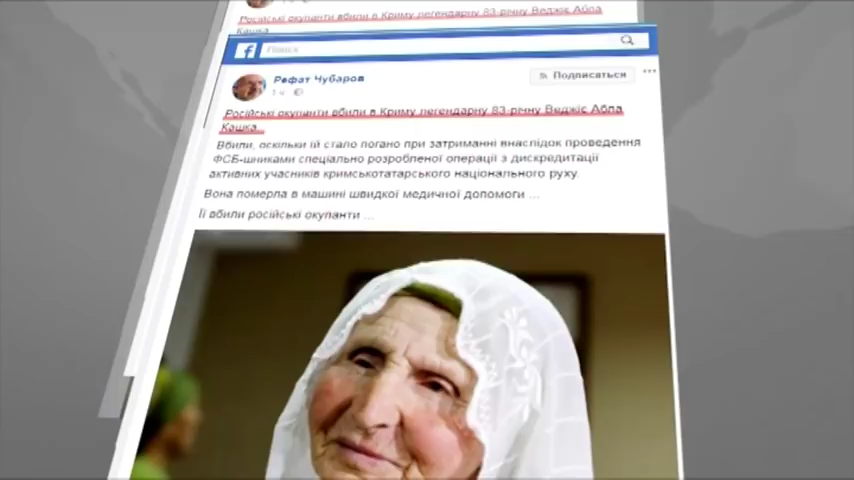 Російські окупанти вбили в Криму легендарну 83-річну Веджіє Абла
Кашка
f Поиск
Рефат Чубаров
Подписаться
1 ч.
Російські окупанти вбили в Криму легендарну 83-річну Веджіє Абла
Кашка..
Вбили, оскільки їй стало погано при затриманні внаслідок проведення
ФСБ-шниками спеціально розробленої операції з дискредитації
активних учасників кримськотатарського національного руху.
Вона померла в машині швидкої медичної допомоги ...
Її вбили російські окупанти ...